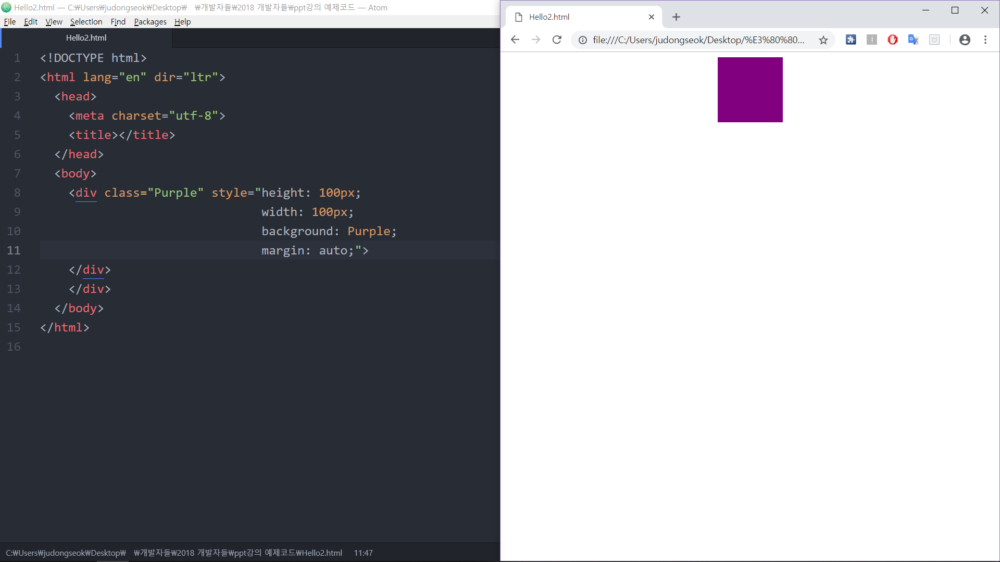 Hello2.html — C:₩Users₩judongseok₩Desktop₩　₩개발자들₩2018 개발자들₩ppt강의 예제코드 — Atom
File Edit View Selection Find Packages Help
Hello2.html
1 <!DOCTYPE html>
2 <html lang="en" dir="ltr">
3 <head>
4 <meta charset="utf-8">
5 <title></title>
6 </head>
7 <body>
8 <div class="Purple" style="height: 100px;
9 width: 100px;
10 background: Purple;
11 margin: auto;">
12 </div>
13 </div>
14 </body>
15 </html>
16
C:₩Users₩judongseok₩Desktop₩　₩개발자들₩2018 개발자들₩ppt강의 예제코드₩Hello2.html 11:47
Hello2.html
file:///C:/Users/judongseok/Desktop/%E3%80%80...